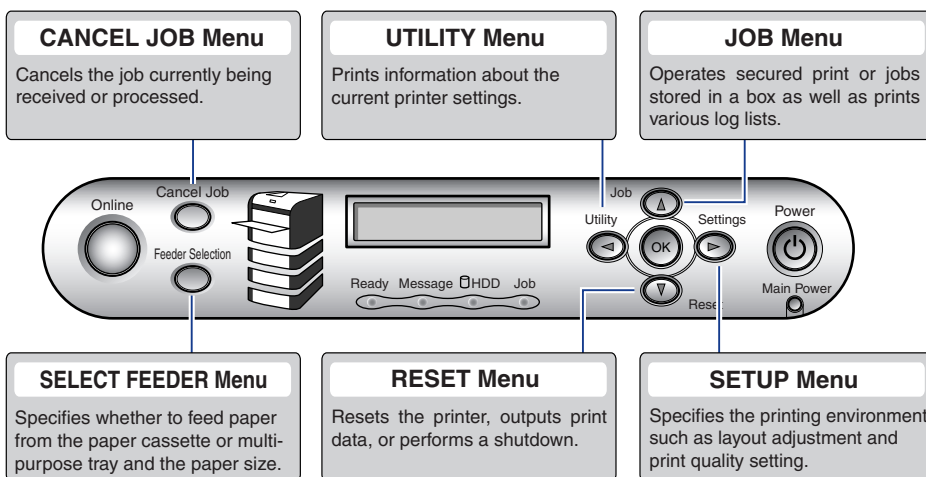 CANCEL JOB Menu
Cancels the job currently being
received or processed.
UTILITY Menu
Prints information about the
current printer settings.
JOB Menu
Operates secured print or jobs
stored in a box as well as prints
various log lists.
Online
Cancel Job
Feeder Selection
Ready Message HDD Job
Job
Utility
OK
Settings
Reset
Power
Main Power
SELECT FEEDER Menu
Specifies whether to feed paper
from the paper cassette or multi-
purpose tray and the paper size.
RESET Menu
Resets the printer, outputs print
data, or performs a shutdown.
SETUP Menu
Specifies the printing environment
such as layout adjustment and
print quality setting.